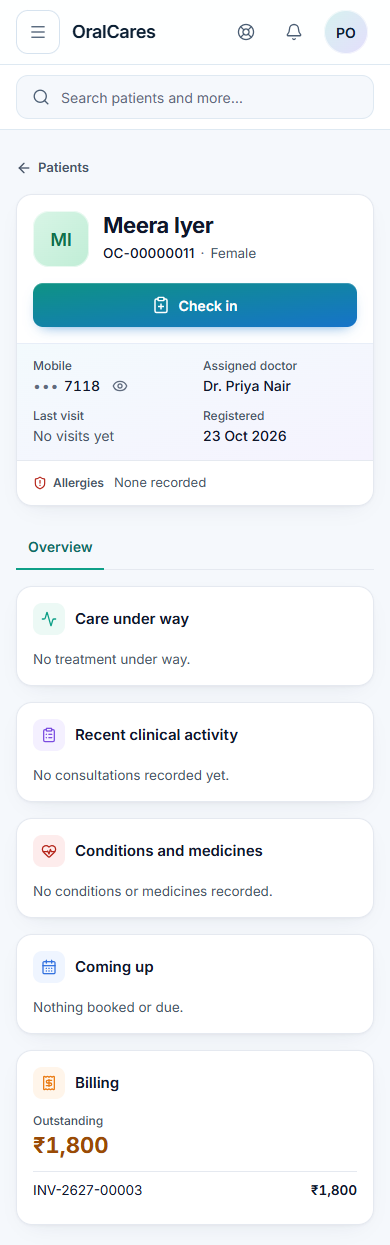 OralCares
PO
Search patients and more...
Patients
MI
Meera Iyer
OC-00000011 · Female
Check in
Mobile
Assigned doctor
••• 7118
Dr. Priya Nair
Last visit
Registered
No visits yet
23 Oct 2026
Allergies None recorded
Overview
Care under way
No treatment under way.
Recent clinical activity
No consultations recorded yet.
Conditions and medicines
No conditions or medicines recorded.
Coming up
Nothing booked or due.
Billing
Outstanding
₹1,800
INV-2627-00003 ₹1,800